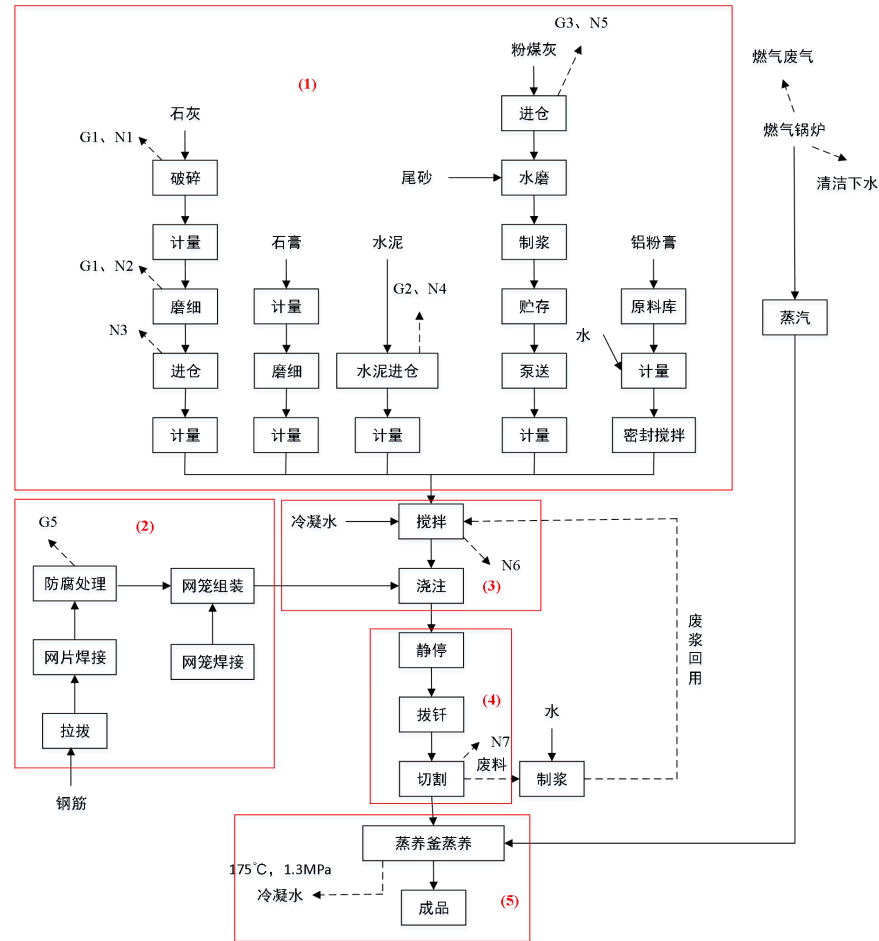 G3、N5
粉煤灰
燃气废气
(1)
石灰
进仓
燃气锅炉
G1、N1
破碎
尾砂
水磨
清洁下水
计量
石膏
水泥
制浆
铝粉膏
G1、N2
磨细
计量
G2、N4
贮存
原料库
蒸汽
N3
水
进仓
磨细
水泥进仓
泵送
计量
计量
计量
计量
计量
密封搅拌
G5
(2)
冷凝水
搅拌
N6
防腐处理
网笼组装
浇注
(3)
废浆回用
网片焊接
网笼焊接
静停
拉拔
拔钎
(4)
水
N7
钢筋
切割
废料
制浆
蒸养釜蒸养
175℃，1.3MPa
冷凝水
成品
(5)